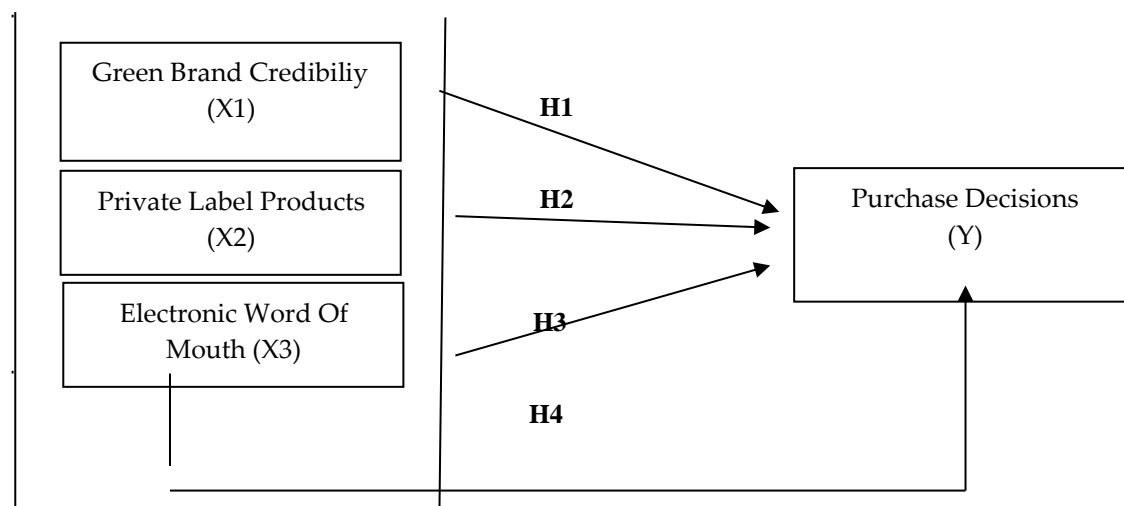 Green Brand Credibiliy
(X1)
H1
Private Label Products
(X2)
H2
Purchase Decisions
(Y)
Electronic Word Of
Mouth (X3)
H3
H4